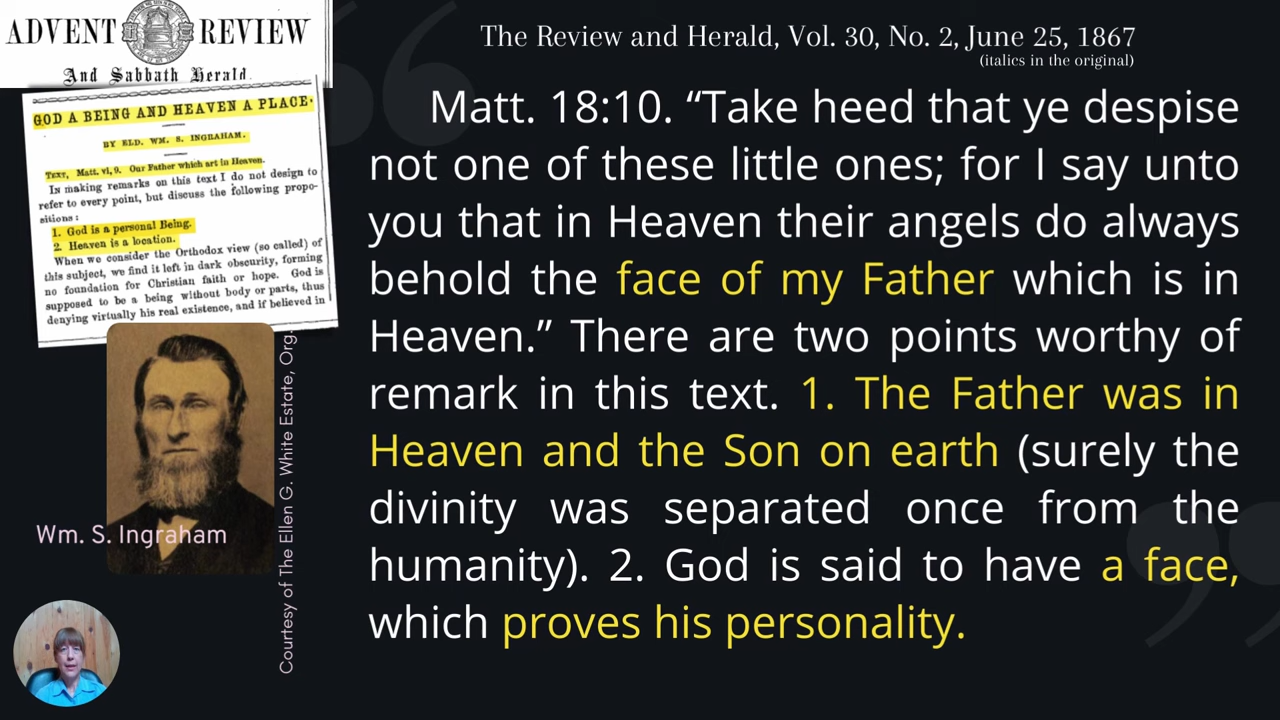 ADVENT REVIEW
And Sabbath Herald.
GOD A BEING AND HEAVEN A PLACE.
BY ELD. WM. S. INGRAHAM.
TEXT, Matt. vi, 9. Our Father which art in Heaven.
In making remarks on this text I do not design to
refer to every point, but discuss the following propo-
sitions:
1. God is a personal Being.
2. Heaven is a location.
When we consider the Orthodox view (so called) of
this subject, we find it left in dark obscurity, forming
no foundation for Christian faith or hope. God is
supposed to be a being without body or parts, thus
denying virtually his real existence, and if believed in
Wm. S. Ingraham
Courtesy of The Ellen G. White Estate, Org.
The Review and Herald, Vol. 30, No. 2, June 25, 1867
(italics in the original)
Matt. 18:10. “Take heed that ye despise
not one of these little ones; for I say unto
you that in Heaven their angels do always
behold the face of my Father which is in
Heaven.” There are two points worthy of
remark in this text. 1. The Father was in
Heaven and the Son on earth (surely the
divinity was separated once from the
humanity). 2. God is said to have a face,
which proves his personality.